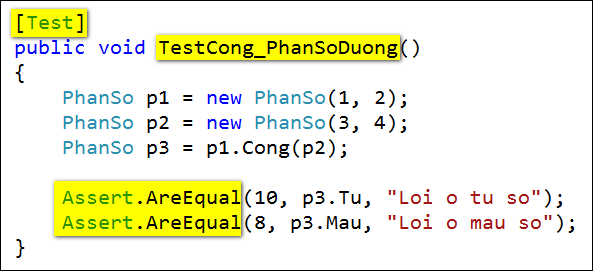 [Test]
public void TestCong_PhanSoDuong()
{
    PhanSo p1 = new PhanSo(1, 2);
    PhanSo p2 = new PhanSo(3, 4);
    PhanSo p3 = p1.Cong(p2);

    Assert.AreEqual(10, p3.Tu, "Loi o tu so");
    Assert.AreEqual(8, p3.Mau, "Loi o mau so");
}